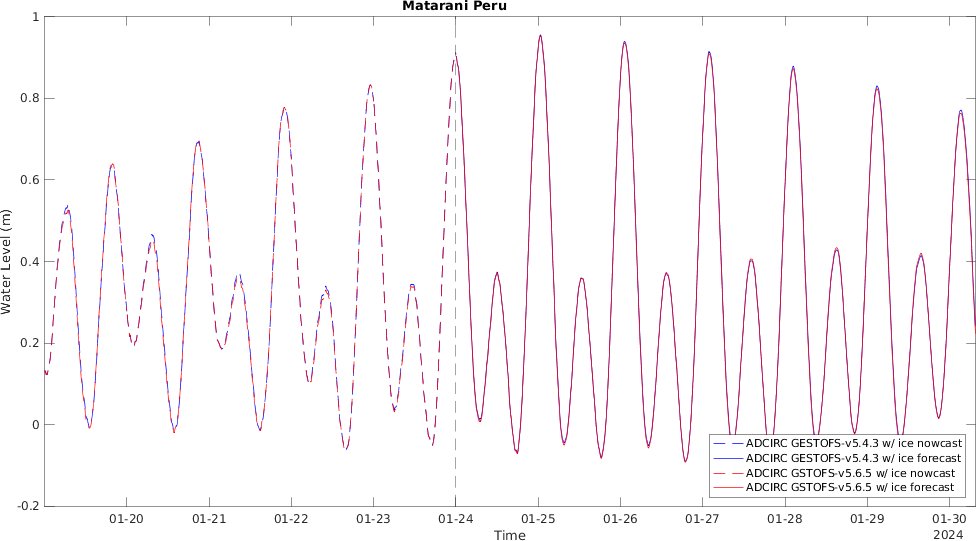 Matarani Peru
1
0.8
0.6
0.4
0.2
0
-0.2
Water Level (m)
01-20 01-21 01-22 01-23 01-24 01-25 01-26 01-27 01-28 01-29 01-30
2024
Time
ADCIRC GESTOFS-v5.4.3 w/ ice nowcast
ADCIRC GESTOFS-v5.4.3 w/ ice forecast
ADCIRC GSTOFS-v5.6.5 w/ ice nowcast
ADCIRC GSTOFS-v5.6.5 w/ ice forecast